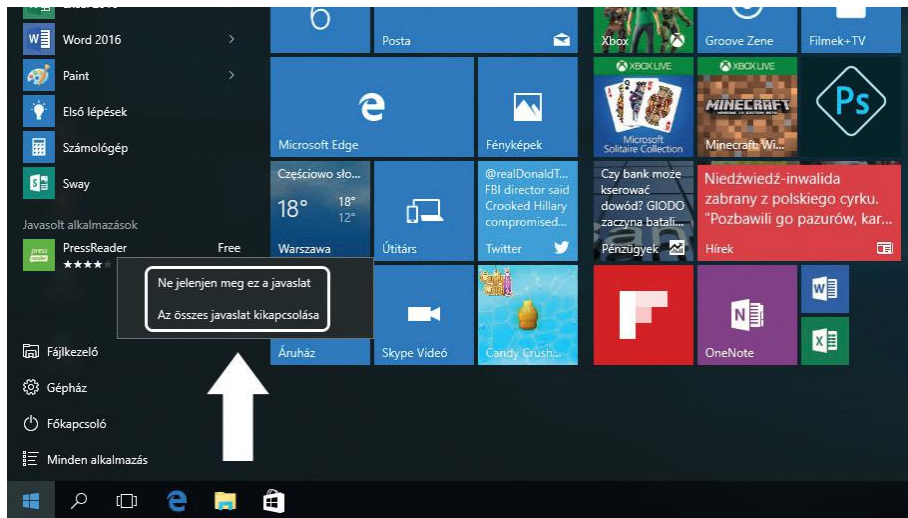 Word 2016
Paint
Első lépések
Számológép
Sway
Javasolt alkalmazások
PressReader
Free
Ne jelenjen meg ez a javaslat
Az összes javaslat kikapcsolása
Fájlkezelő
Gépház
Főkapcsoló
Minden alkalmazás
6
Posta
Microsoft Edge
Fényképek
Częściowo sło...
18°
18°
12°
Warszawa
Útitárs
@realDonaldT...
FBI director said
Crooked Hillary
compromised...
Twitter
Áruház
Skype Videó
Candy Crush...
Xbox
Groove Zene
Filmek+TV
XBOX LIVE
Microsoft
Solitaire Collection
XBOX LIVE
MINECRAFT
Minecraft: Wi...
Ps
Czy bank może
kserować
dowód? GIODO
zaczyna batali...
Pénzügyek
Niedźwiedź-inwalida
zabrany z polskiego cyrku.
"Pozbawili go pazurów, kar...
Hírek
OneNote